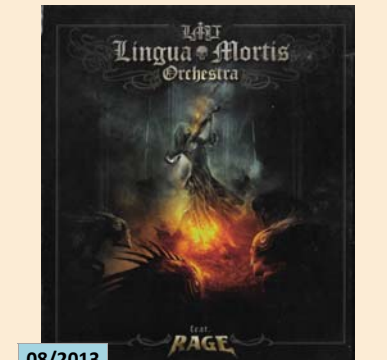 LMO
Lingua Mortis
Orchestra
feat.
RAGE
08/2013